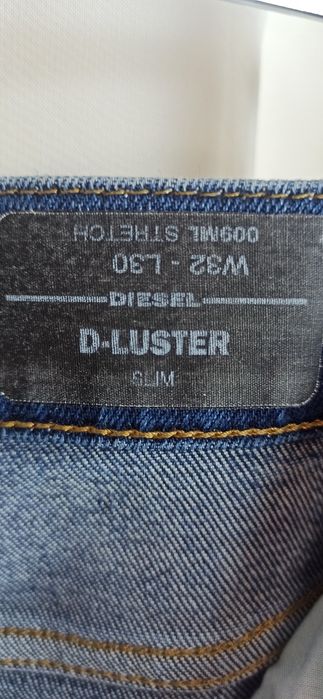 009ML STRETCH
W32 - L30
DIESEL
D-LUSTER
SLIM